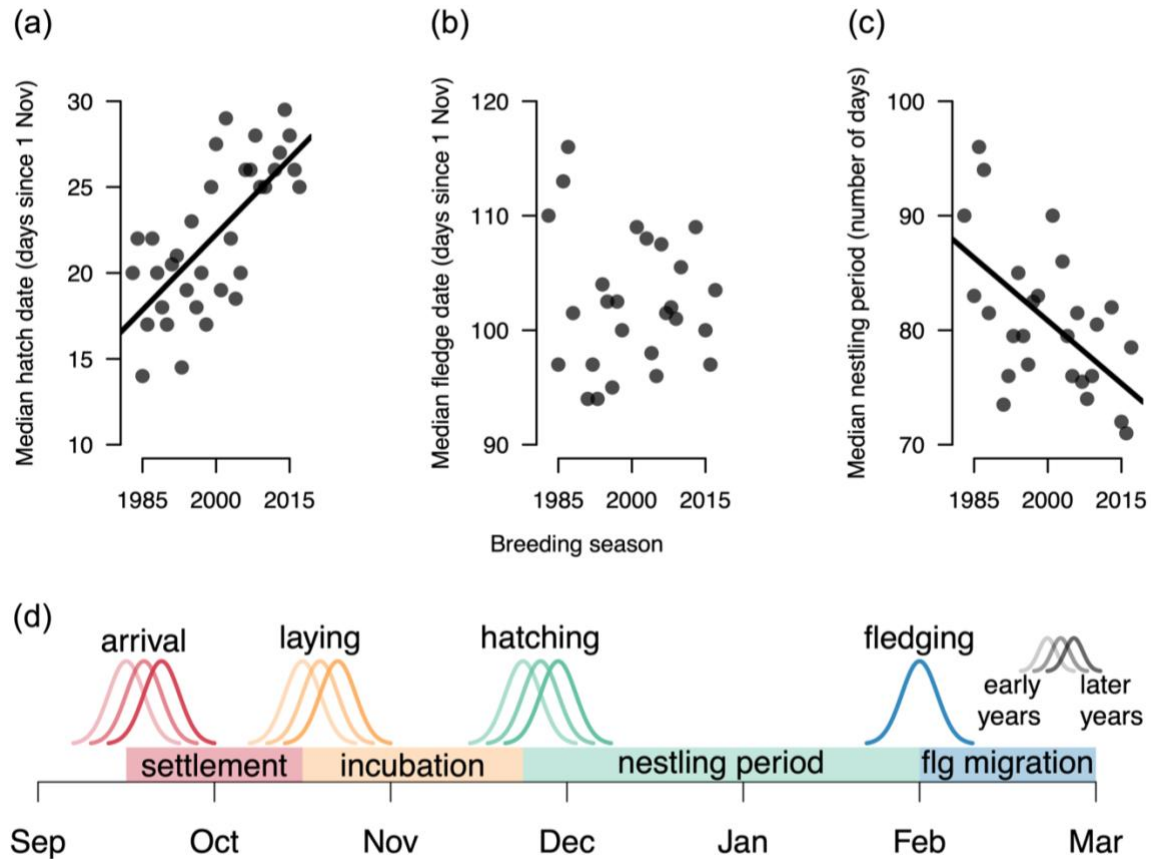 (a)
Median hatch date (days since 1 Nov)
30
25
20
15
10
1985 2000 2015
(b)
Median fledge date (days since 1 Nov)
120
110
100
90
1985 2000 2015
(c)
Median nestling period (number of days)
100
90
80
70
1985 2000 2015
Breeding season
(d)
arrival
laying
hatching
fledging
early
years
later
years
settlement
incubation
nestling period
flg migration
Sep Oct Nov Dec Jan Feb Mar